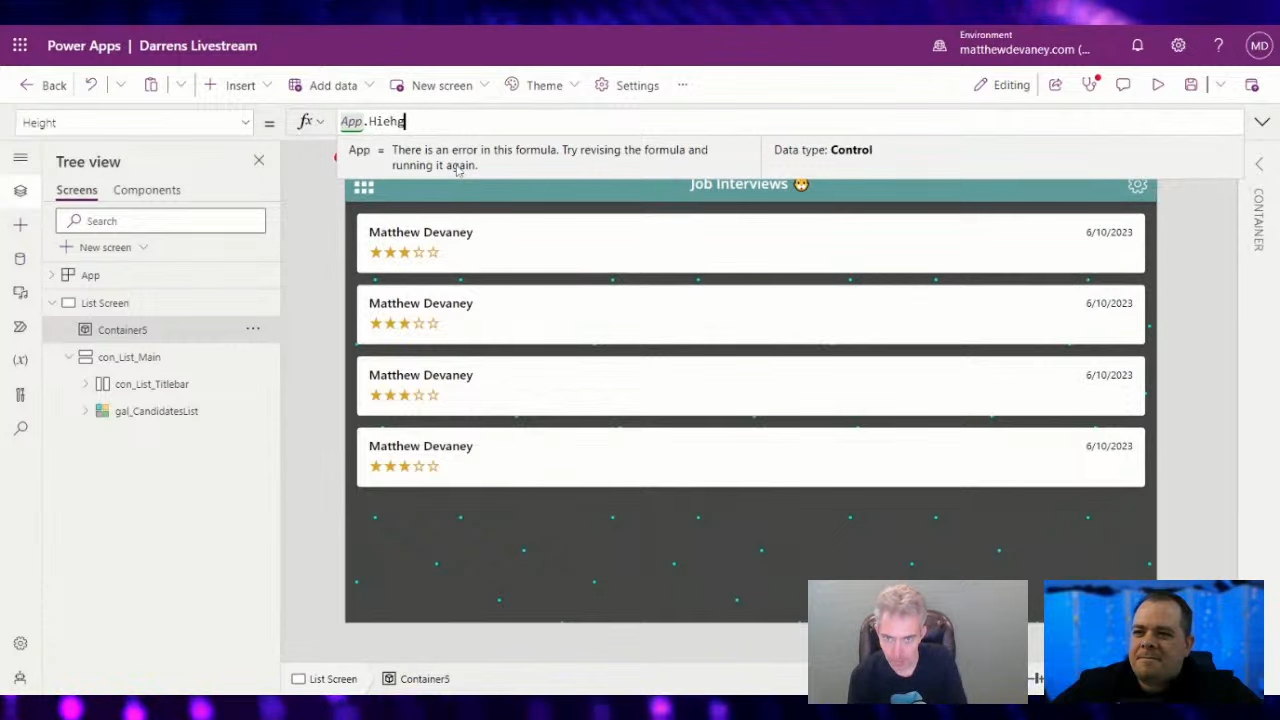 Power Apps | Darrens Livestream
Environment
matthewdevaney.com (...
MD
Back
Insert
Add data
New screen
Theme
Settings
...
Editing
Height
=
fx
App.Hiehg
App = There is an error in this formula. Try revising the formula and
running it again.
Data type: Control
Tree view
Screens
Components
Search
New screen
App
List Screen
Container5
...
con_List_Main
con_List_Titlebar
gal_CandidatesList
Job Interviews
Matthew Devaney
6/10/2023
Matthew Devaney
6/10/2023
Matthew Devaney
6/10/2023
Matthew Devaney
6/10/2023
CONTAINER
List Screen
Container5